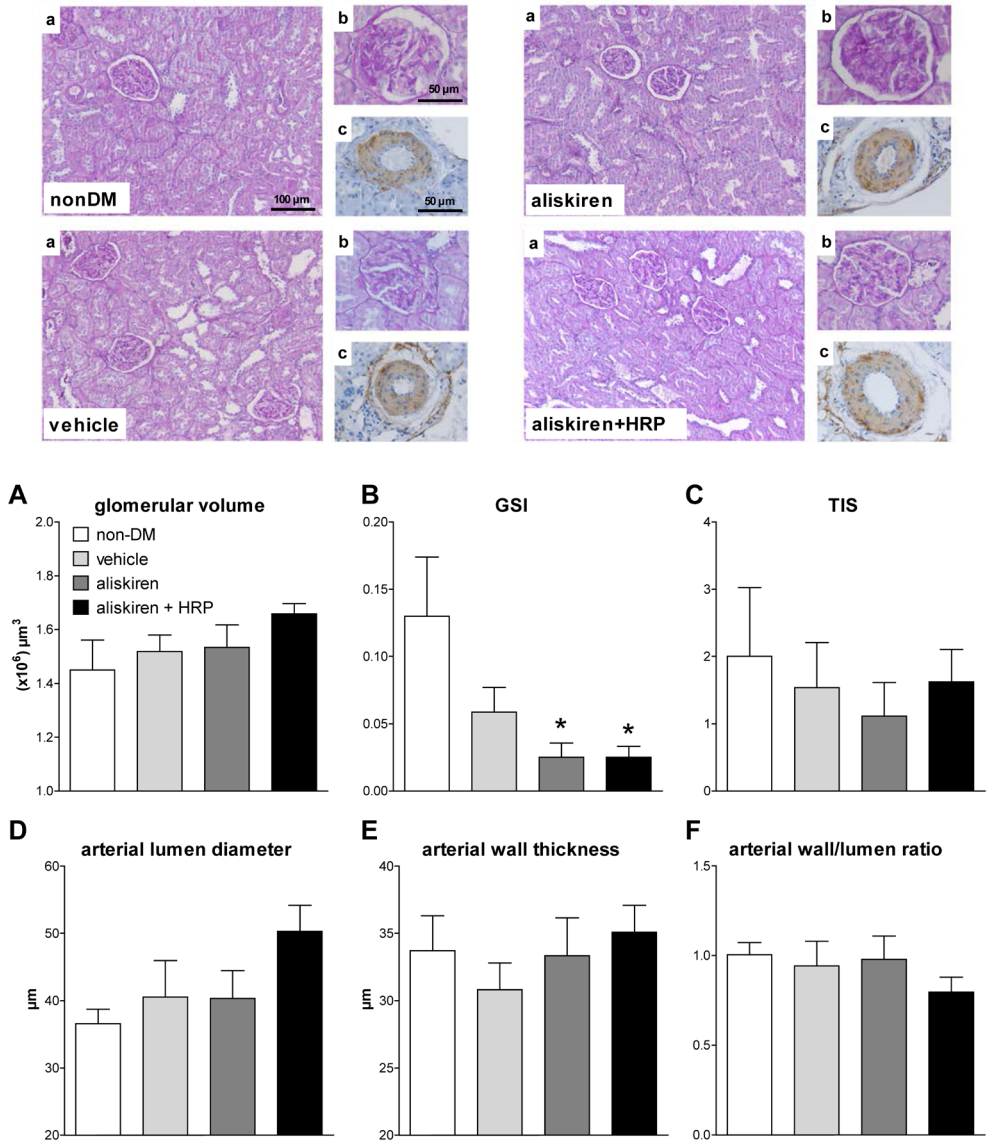 a
b
50 µm
c
50 µm
nonDM
100 µm
a
b
c
aliskiren
a
b
c
vehicle
a
b
c
aliskiren+HRP
A
glomerular volume
2.0
1.8
1.6
1.4
1.2
1.0
(x10⁶) µm³
non-DM
vehicle
aliskiren
aliskiren + HRP
B
GSI
0.20
0.15
0.10
0.05
0.00
*
*
C
TIS
4
3
2
1
0
D
arterial lumen diameter
60
50
40
30
20
µm
E
arterial wall thickness
40
35
30
25
20
µm
F
arterial wall/lumen ratio
1.5
1.0
0.5
0.0